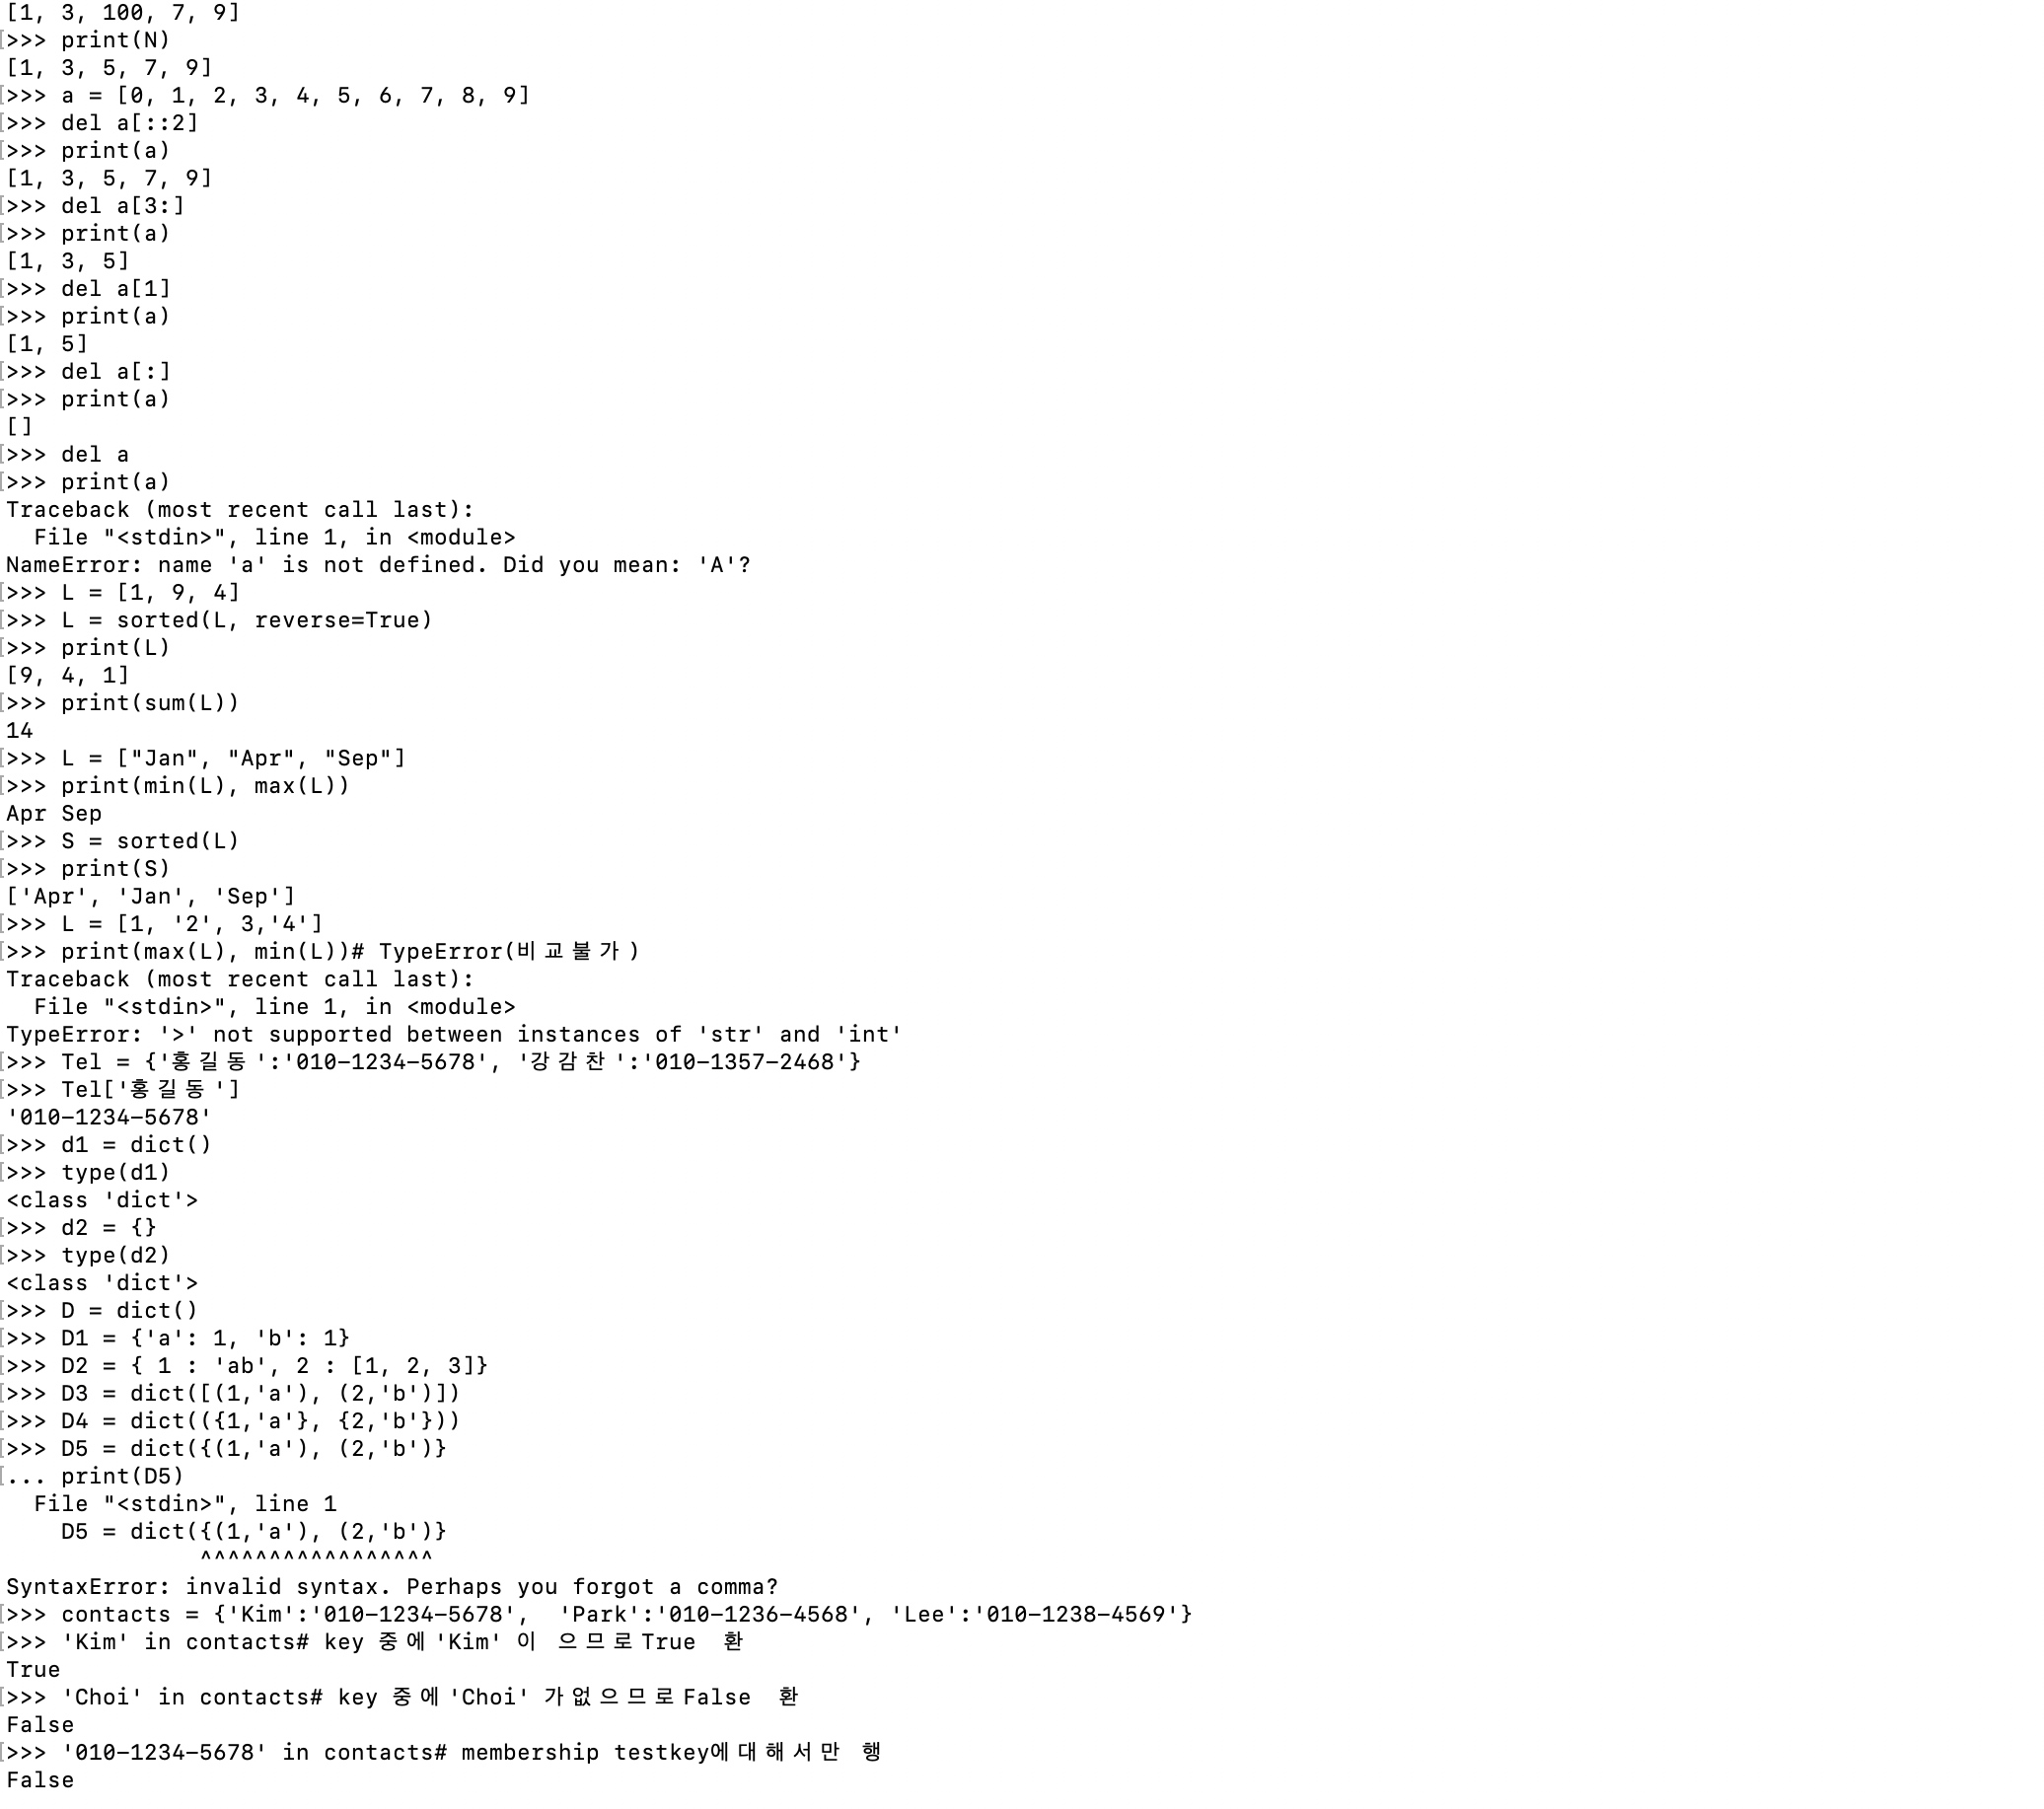 [1, 3, 100, 7, 9]
>>> print(N)
[1, 3, 5, 7, 9]
>>> a = [0, 1, 2, 3, 4, 5, 6, 7, 8, 9]
>>> del a[::2]
>>> print(a)
[1, 3, 5, 7, 9]
>>> del a[3:]
>>> print(a)
[1, 3, 5]
>>> del a[1]
>>> print(a)
[1, 5]
>>> del a[:]
>>> print(a)
[]
>>> del a
>>> print(a)
Traceback (most recent call last):
  File "<stdin>", line 1, in <module>
NameError: name 'a' is not defined. Did you mean: 'A'?
>>> L = [1, 9, 4]
>>> L = sorted(L, reverse=True)
>>> print(L)
[9, 4, 1]
>>> print(sum(L))
14
>>> L = ["Jan", "Apr", "Sep"]
>>> print(min(L), max(L))
Apr Sep
>>> S = sorted(L)
>>> print(S)
['Apr', 'Jan', 'Sep']
>>> L = [1, '2', 3,'4']
>>> print(max(L), min(L))# TypeError(비교불가)
Traceback (most recent call last):
  File "<stdin>", line 1, in <module>
TypeError: '>' not supported between instances of 'str' and 'int'
>>> Tel = {'홍길동':'010-1234-5678', '강감찬':'010-1357-2468'}
>>> Tel['홍길동']
'010-1234-5678'
>>> d1 = dict()
>>> type(d1)
<class 'dict'>
>>> d2 = {}
>>> type(d2)
<class 'dict'>
>>> D = dict()
>>> D1 = {'a': 1, 'b': 1}
>>> D2 = { 1 : 'ab', 2 : [1, 2, 3]}
>>> D3 = dict([(1,'a'), (2,'b')])
>>> D4 = dict(({1,'a'}, {2,'b'}))
>>> D5 = dict({(1,'a'), (2,'b')}
... print(D5)
  File "<stdin>", line 1
    D5 = dict({(1,'a'), (2,'b')}
              ^^^^^^^^^^^^^^^^^
SyntaxError: invalid syntax. Perhaps you forgot a comma?
>>> contacts = {'Kim':'010-1234-5678',  'Park':'010-1236-4568', 'Lee':'010-1238-4569'}
>>> 'Kim' in contacts# key 중에'Kim' 이 으므로True 환
True
>>> 'Choi' in contacts# key 중에'Choi' 가없으므로False 환
False
>>> '010-1234-5678' in contacts# membership testkey에대해서만 행
False